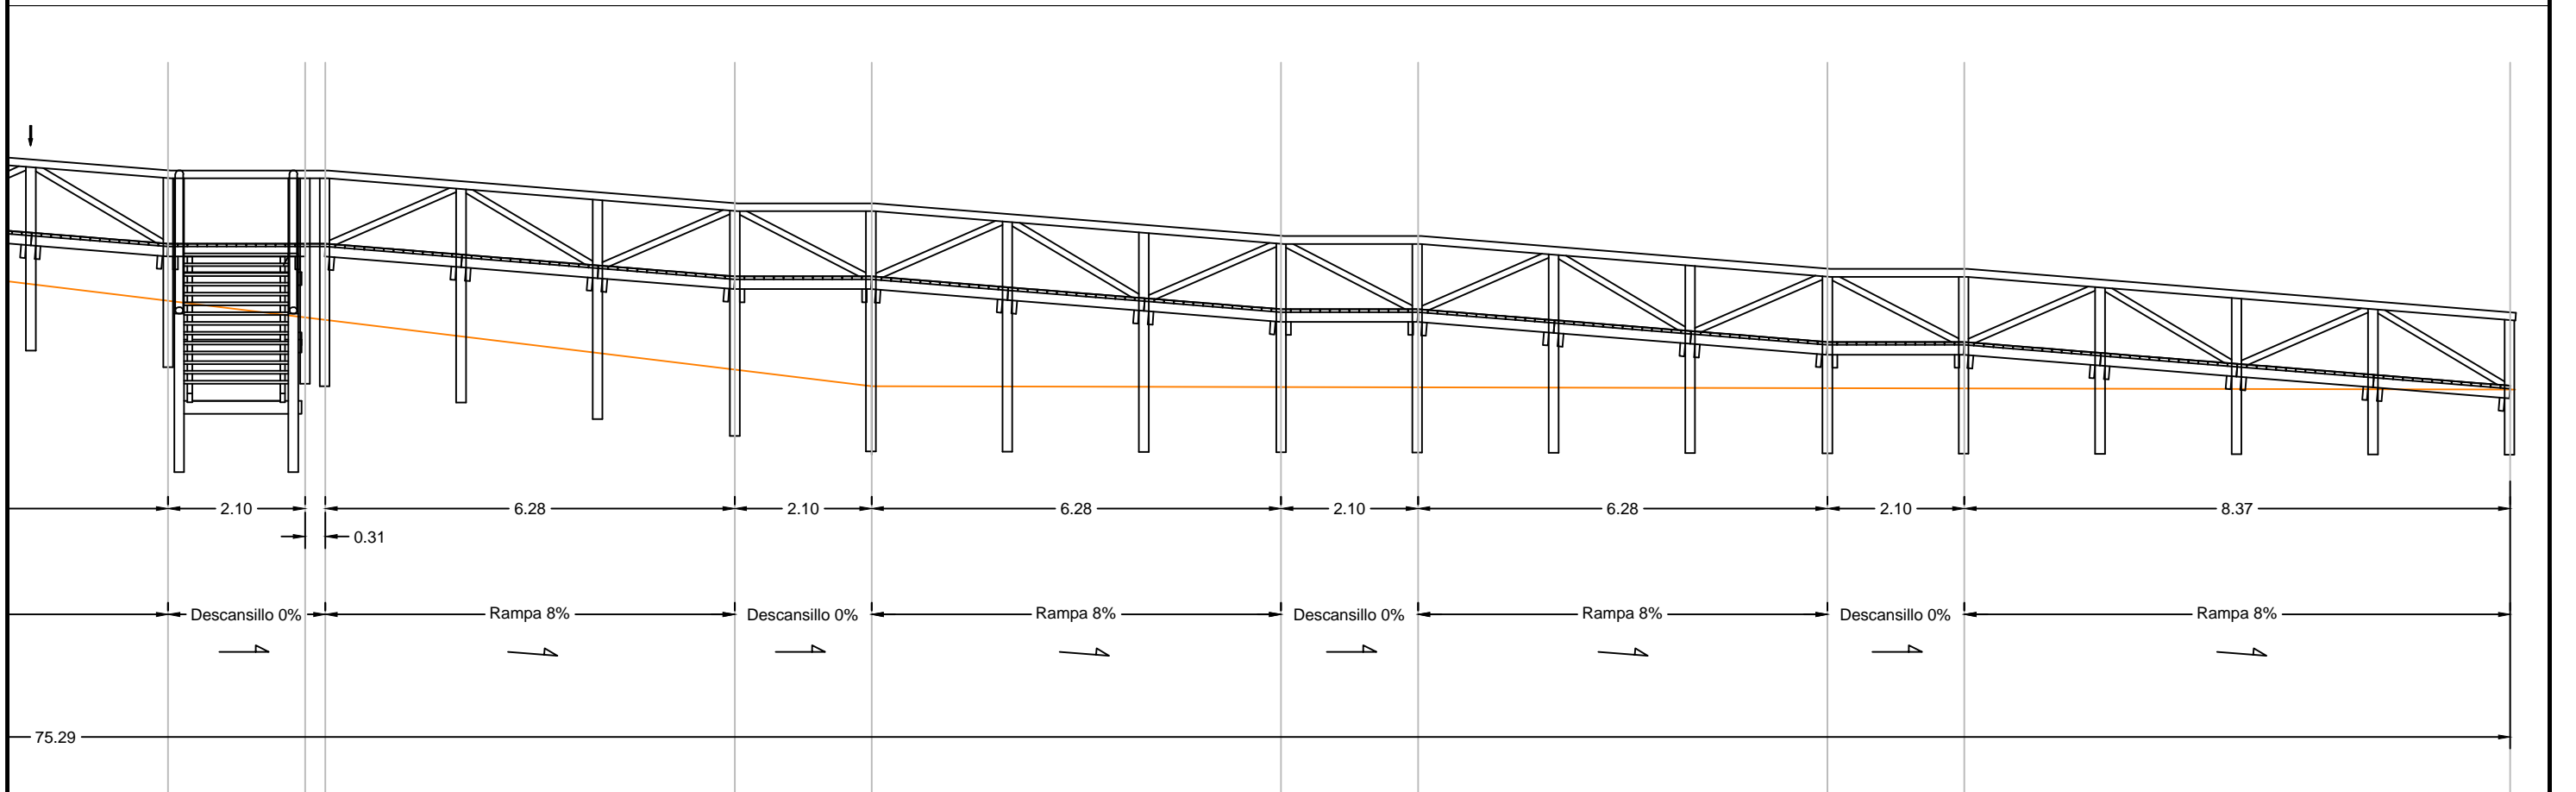 2.10 6.28 2.10 6.28 2.10 6.28 2.10 8.37
0.31
Descansillo 0% Rampa 8% Descansillo 0% Rampa 8% Descansillo 0% Rampa 8% Descansillo 0% Rampa 8%
75.29